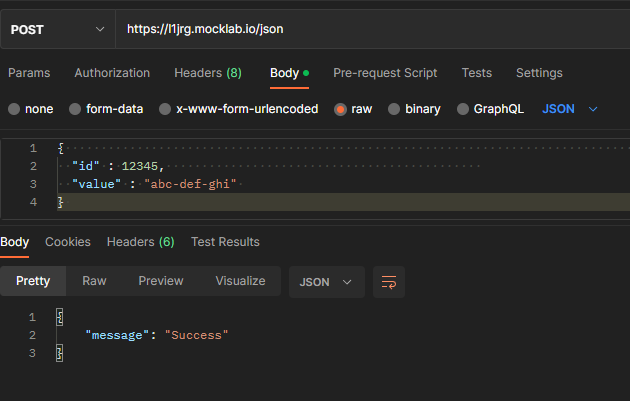 POST https://l1jrg.mocklab.io/json
Params Authorization Headers (8) Body Pre-request Script Tests Settings
none form-data x-www-form-urlencoded raw binary GraphQL JSON
1 {
2 "id" : 12345,
3 "value" : "abc-def-ghi"
4 }
Body Cookies Headers (6) Test Results
Pretty Raw Preview Visualize JSON
1 {
2 "message": "Success"
3 }